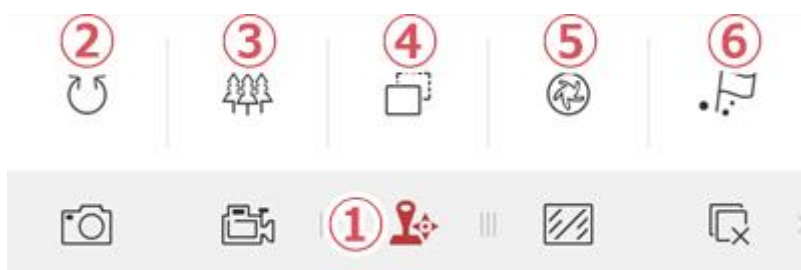 ② ③ ④ ⑤ ⑥
①